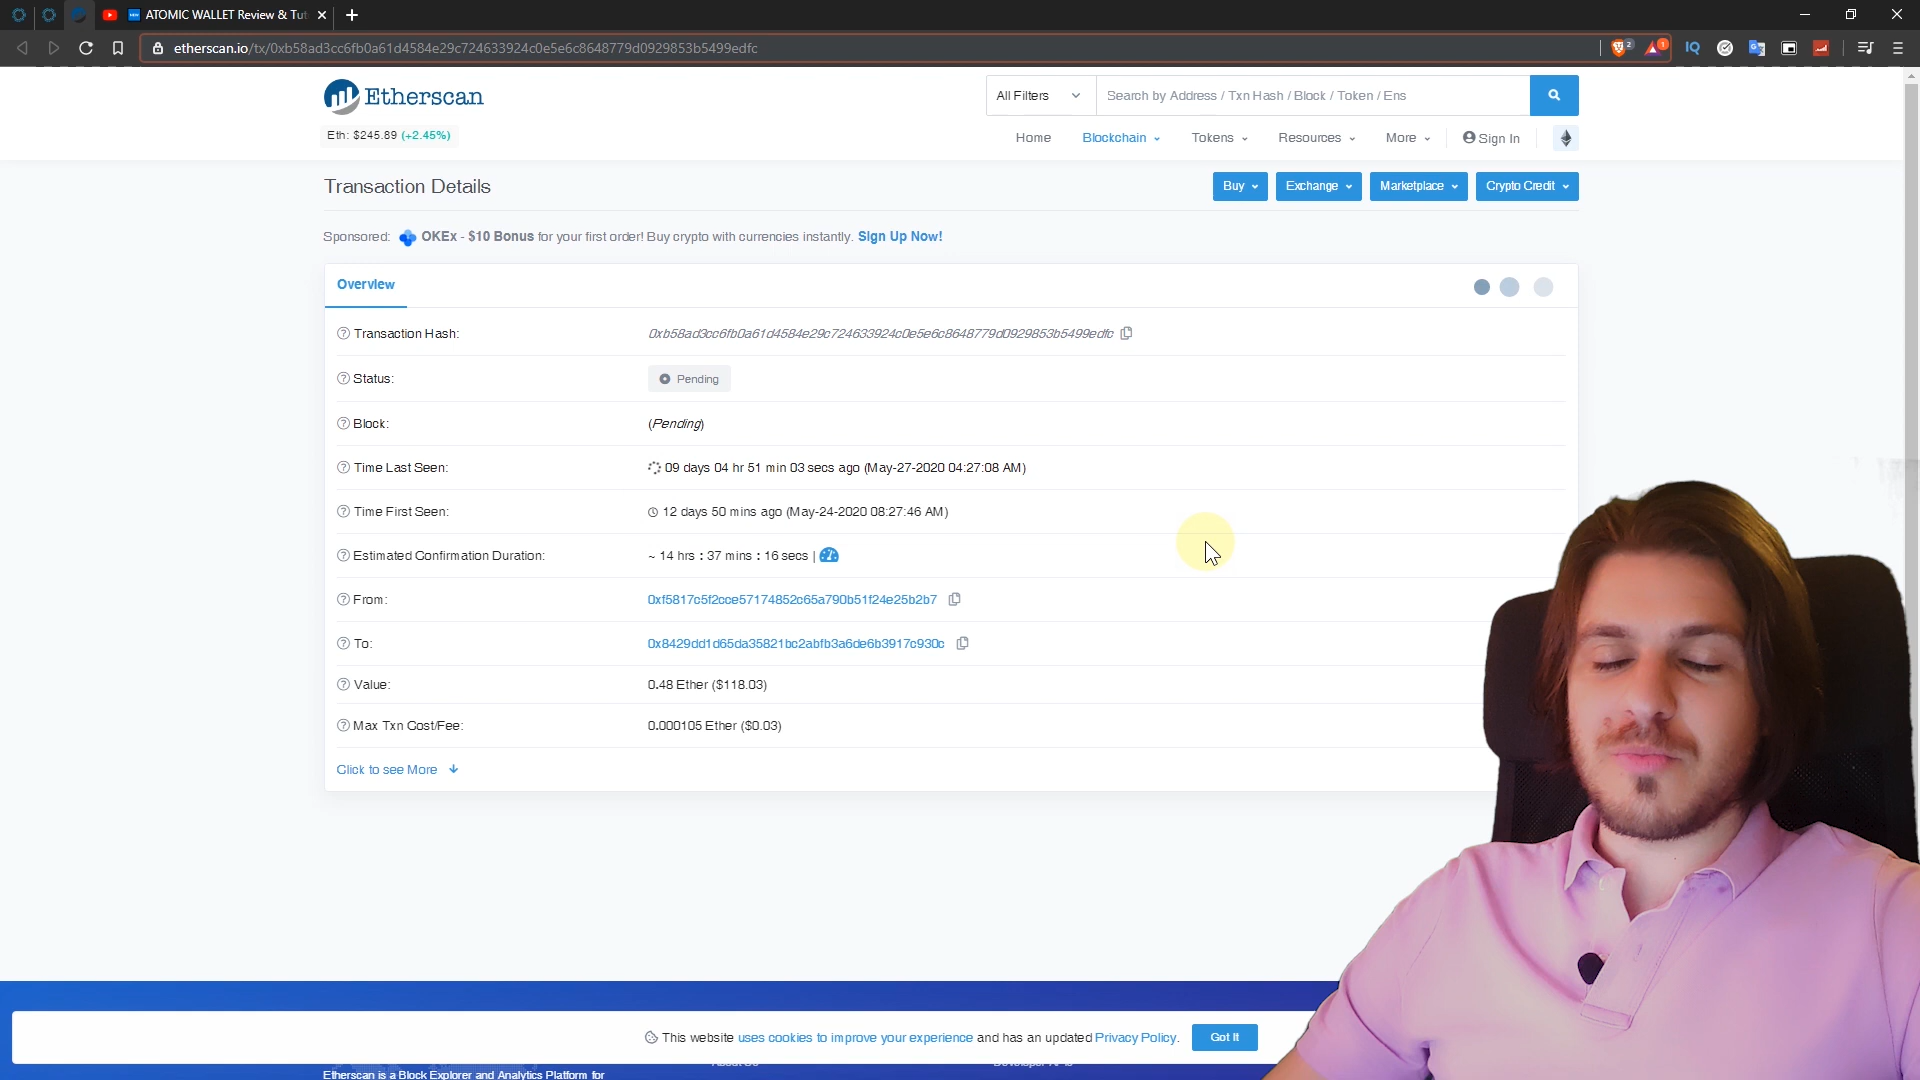 ATOMIC WALLET Review & Tut
etherscan.io/tx/0xb58ad3cc6fb0a61d4584e29c724633924c0e5e6c8648779d0929853b5499edfc
2
1
IQ
Etherscan
All Filters
Search by Address / Txn Hash / Block / Token / Ens
Eth: $245.89 (+2.45%)
Home
Blockchain
Tokens
Resources
More
Sign In
Transaction Details
Buy
Exchange
Marketplace
Crypto Credit
Sponsored: OKEx - $10 Bonus for your first order! Buy crypto with currencies instantly. Sign Up Now!
Overview
Transaction Hash: 0xb58ad3cc6fb0a61d4584e29c724633924c0e5e6c8648779d0929853b5499edfc
Status: Pending
Block: (Pending)
Time Last Seen: 09 days 04 hr 51 min 03 secs ago (May-27-2020 04:27:08 AM)
Time First Seen: 12 days 50 mins ago (May-24-2020 08:27:46 AM)
Estimated Confirmation Duration: ~ 14 hrs : 37 mins : 16 secs |
From: 0xf5817c5f2cce57174852c65a790b51f24e25b2b7
To: 0x8429dd1d65da35821bc2abfb3a6de6b3917c930c
Value: 0.48 Ether ($118.03)
Max Txn Cost/Fee: 0.000105 Ether ($0.03)
Click to see More
This website uses cookies to improve your experience and has an updated Privacy Policy.
Got It
Etherscan is a Block Explorer and Analytics Platform for